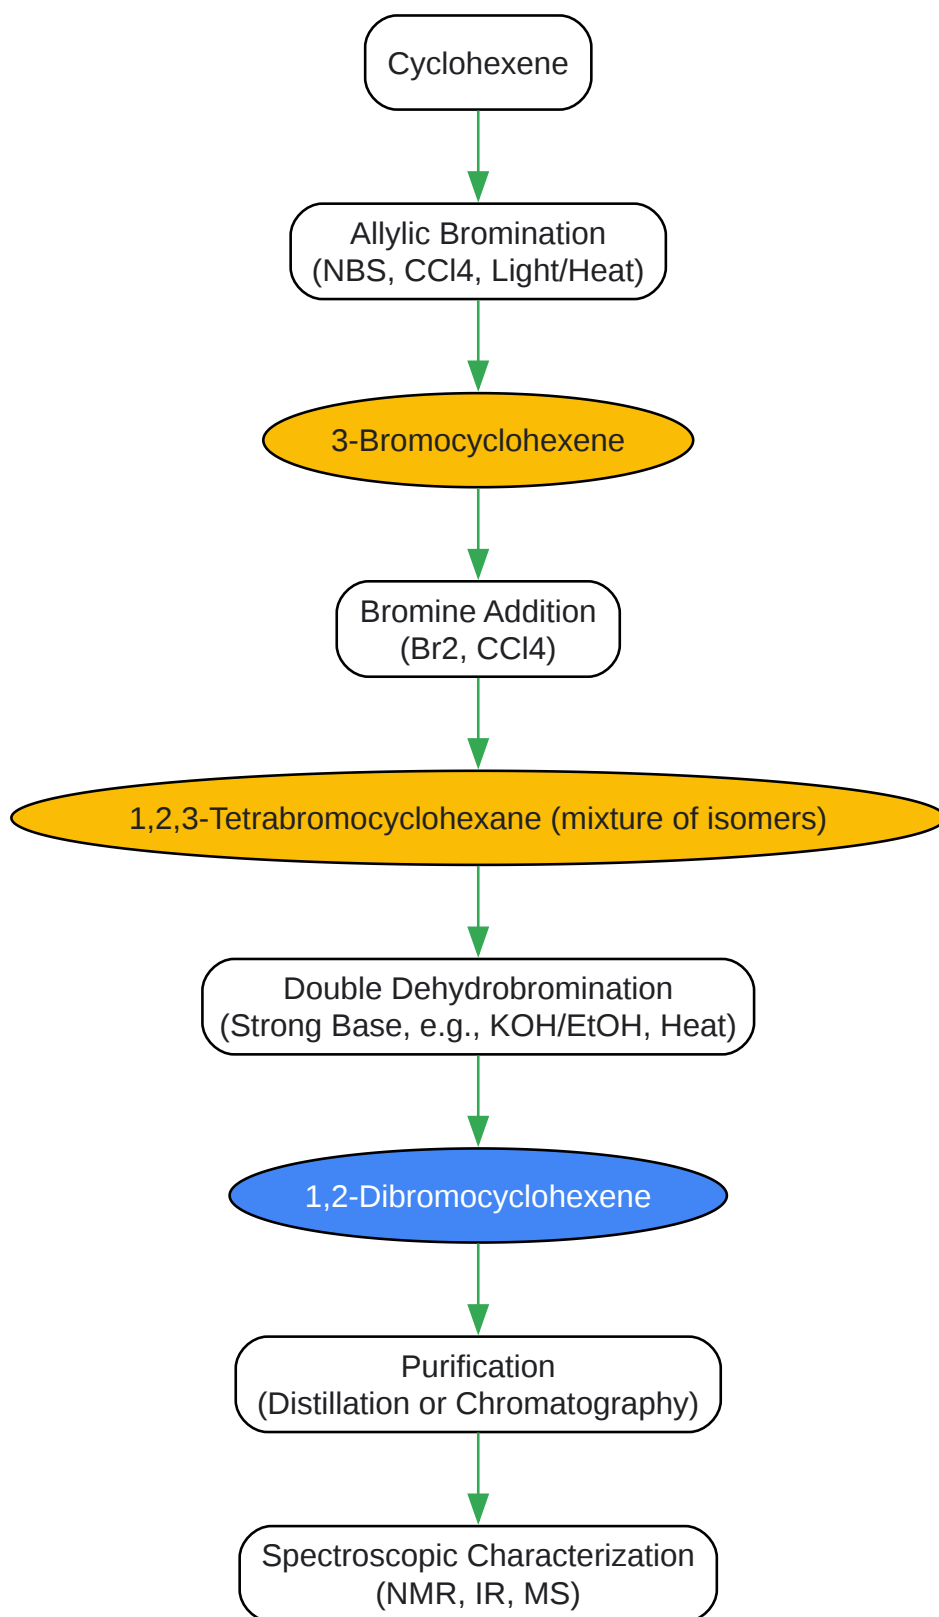 Cyclohexene
Allylic Bromination
(NBS, CCl4, Light/Heat)
3-Bromocyclohexene
Bromine Addition
(Br2, CCl4)
1,2,3-Tetrabromocyclohexane (mixture of isomers)
Double Dehydrobromination
(Strong Base, e.g., KOH/EtOH, Heat)
1,2-Dibromocyclohexene
Purification
(Distillation or Chromatography)
Spectroscopic Characterization
(NMR, IR, MS)